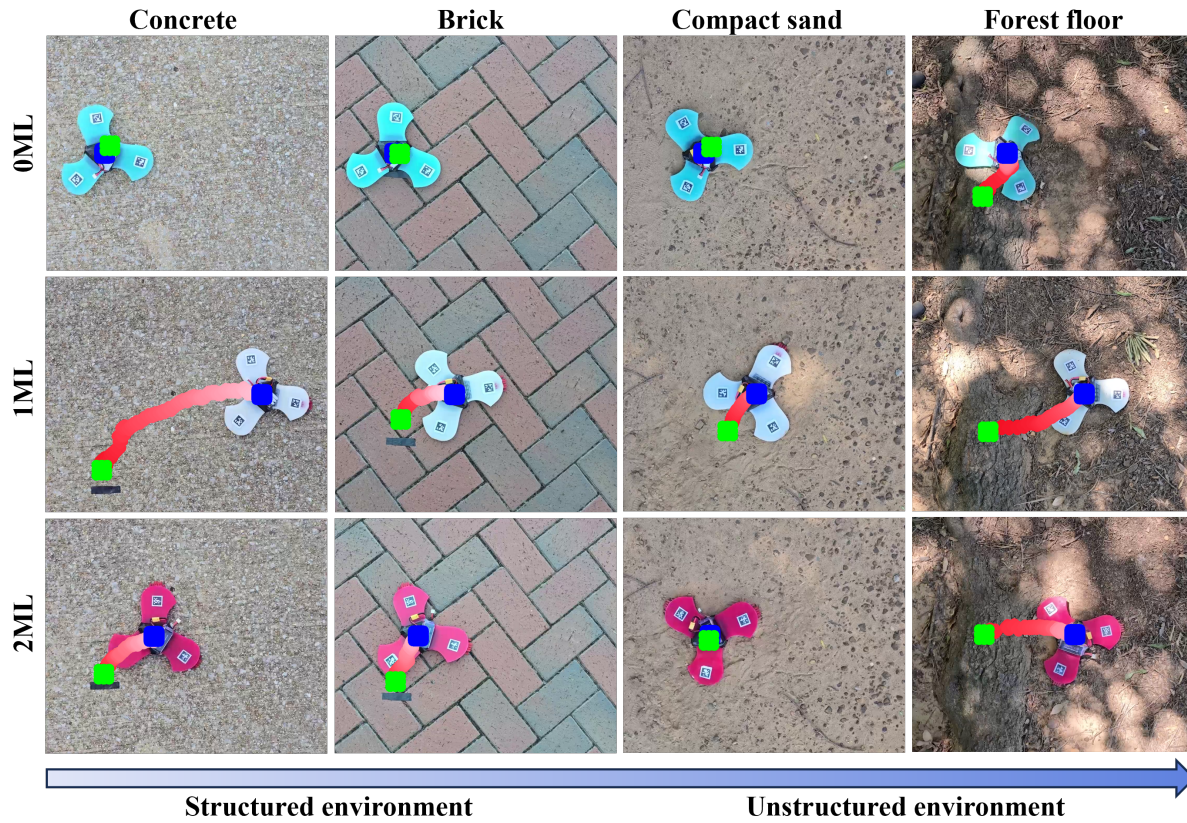 Concrete
Brick
Compact sand
Forest floor
0ML
1ML
2ML
Structured environment
Unstructured environment